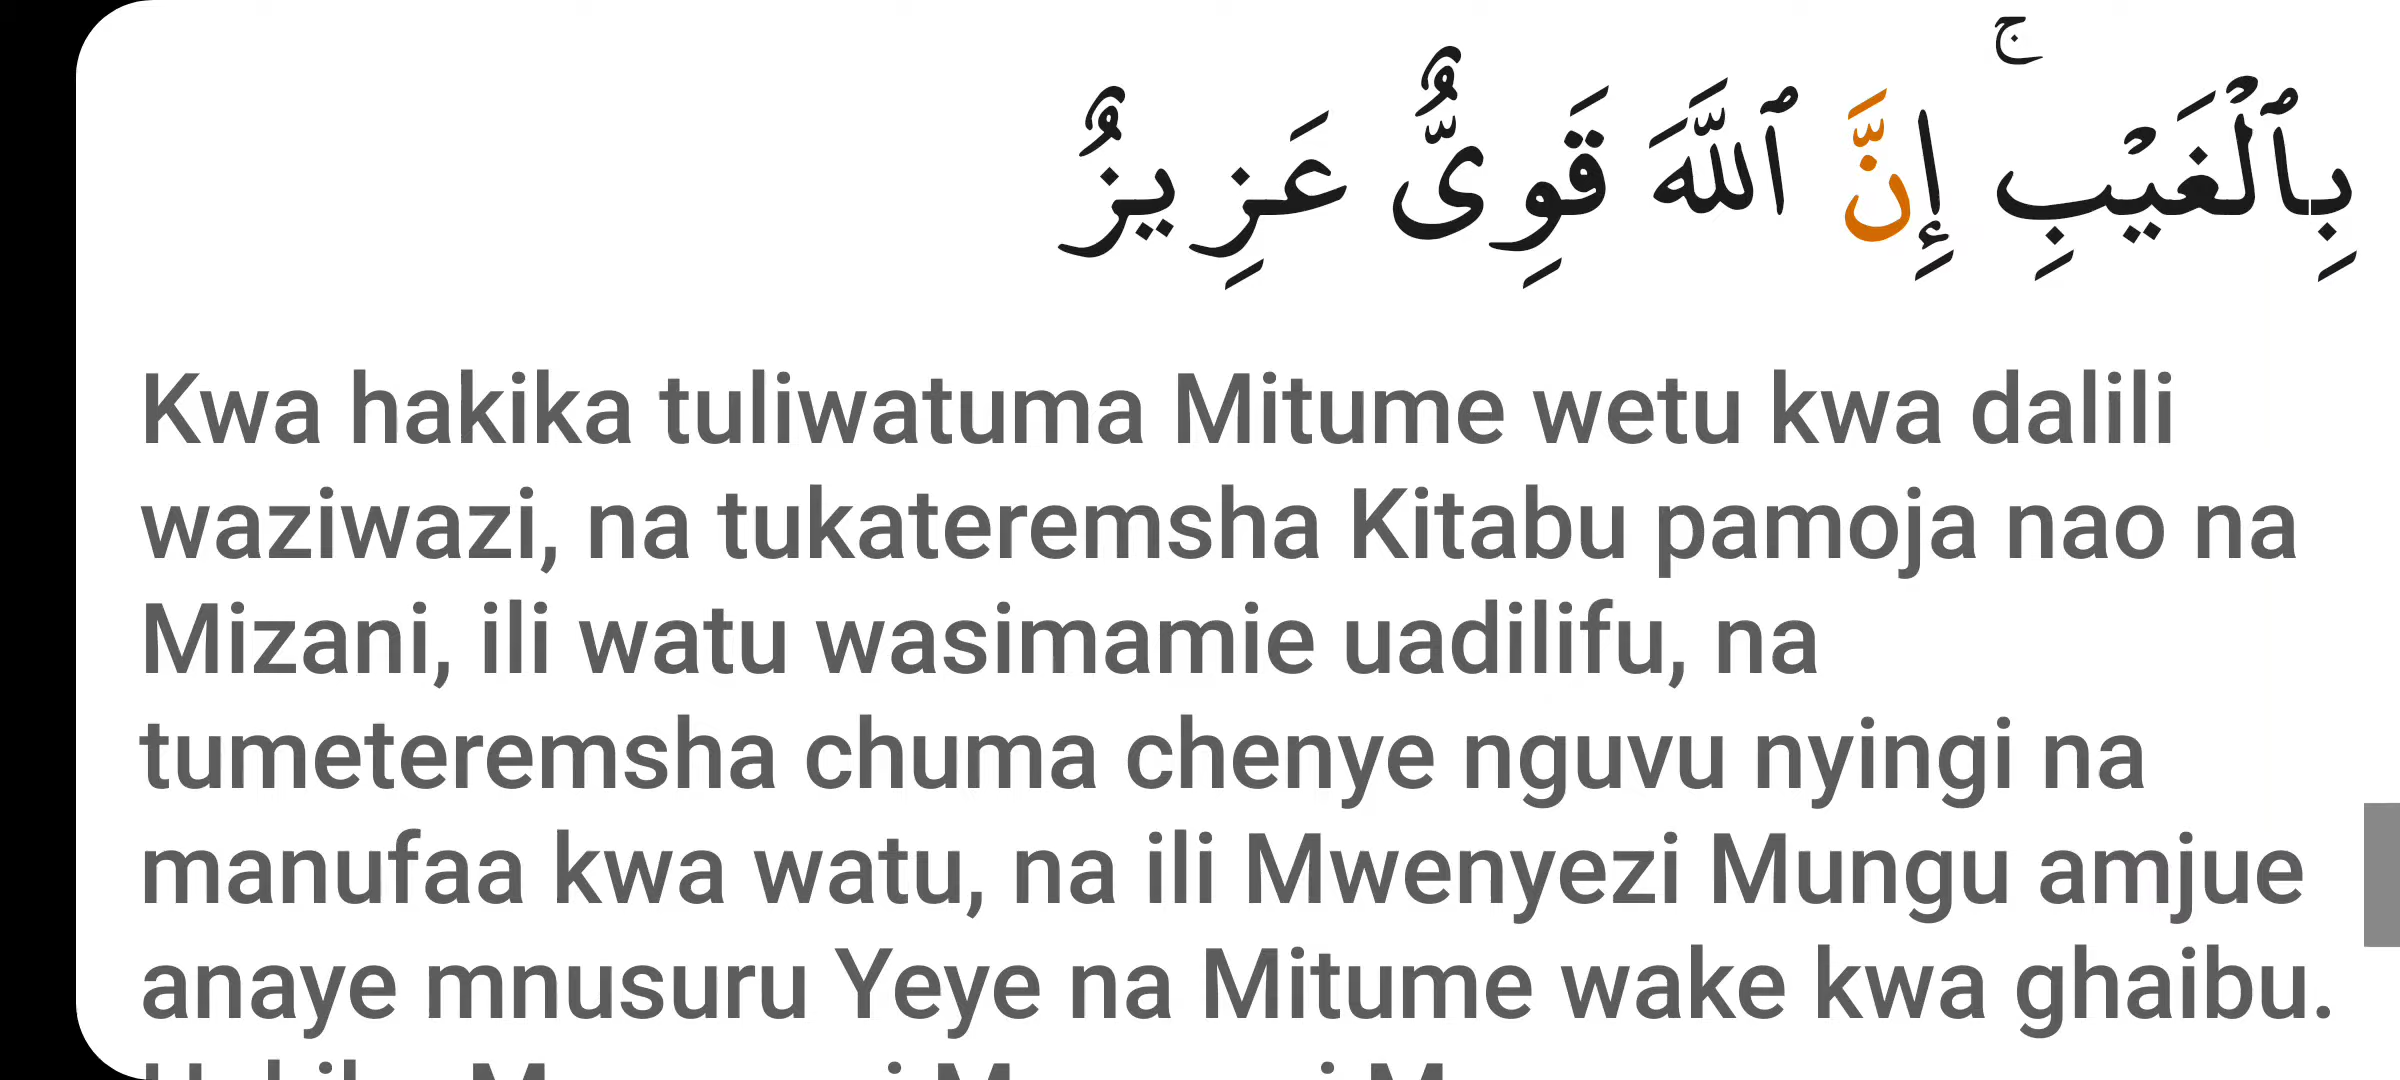 بِٱلْغَيْبِ ۚ إِنَّ ٱللَّهَ قَوِىٌّ عَزِيزٌ
Kwa hakika tuliwatuma Mitume wetu kwa dalili
waziwazi, na tukateremsha Kitabu pamoja nao na
Mizani, ili watu wasimamie uadilifu, na
tumeteremsha chuma chenye nguvu nyingi na
manufaa kwa watu, na ili Mwenyezi Mungu amjue
anaye mnusuru Yeye na Mitume wake kwa ghaibu.